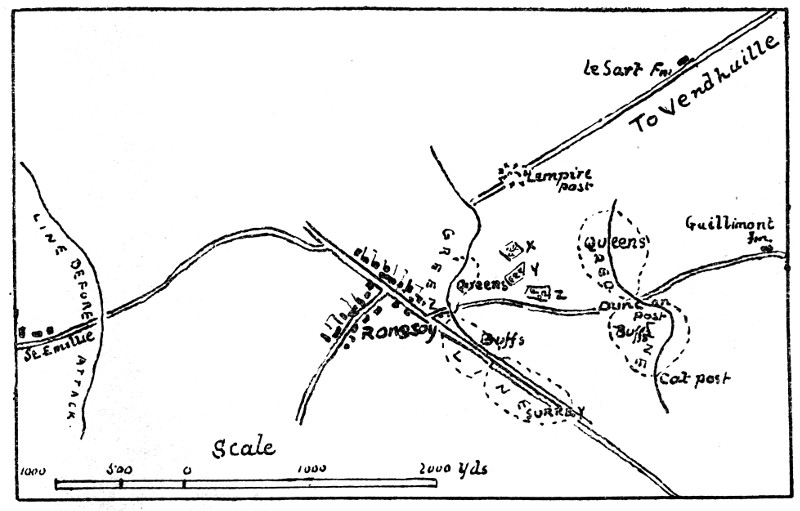 Le Sart Fm.
To Vendhuille
Lempire
post
LINE BEFORE ATTACK.
GREEN LINE
X
Y
Z
Queens
Queens
RED LINE
Guillimont
fm.
Duncan
post
Buffs
Buffs
Ronssoy
St. Emilie
Cat post
SURREY
Scale
1000 500 0 1000 2000 yds